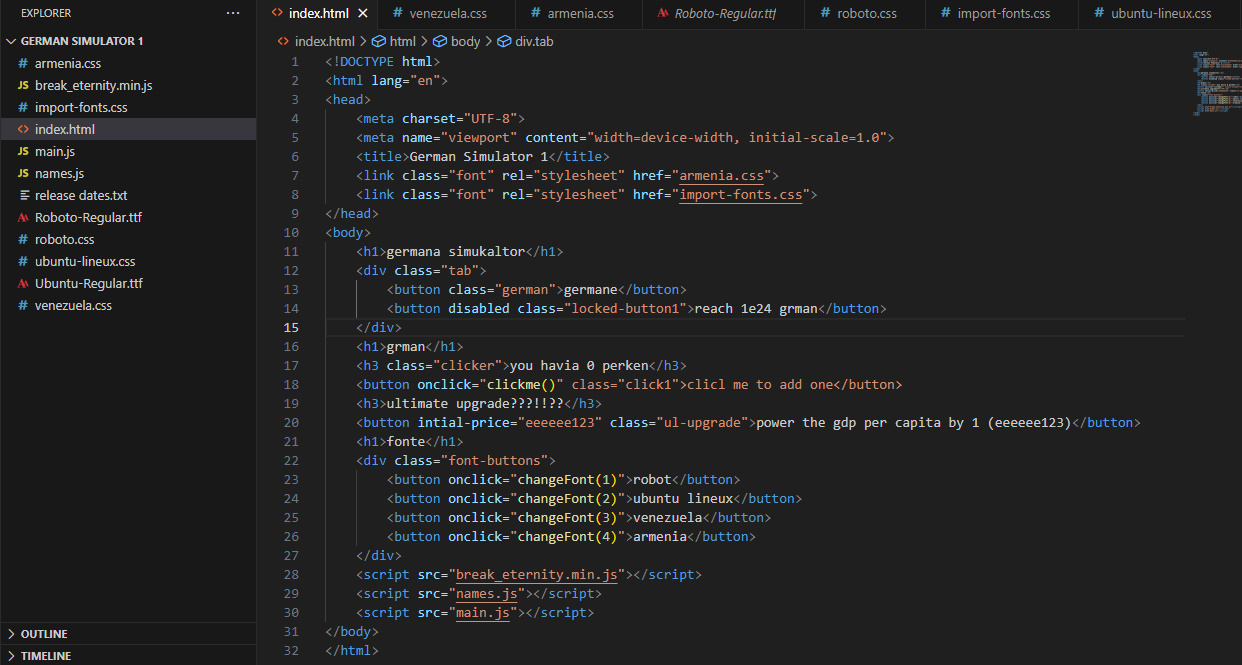 EXPLORER ···
GERMAN SIMULATOR 1
# armenia.css
JS break_eternity.min.js
# import-fonts.css
<> index.html
JS main.js
JS names.js
release dates.txt
Roboto-Regular.ttf
# roboto.css
# ubuntu-lineux.css
Ubuntu-Regular.ttf
# venezuela.css
OUTLINE
TIMELINE
<> index.html × # venezuela.css # armenia.css Roboto-Regular.ttf # roboto.css # import-fonts.css # ubuntu-lineux.css
<> index.html > html > body > div.tab
1 <!DOCTYPE html>
2 <html lang="en">
3 <head>
4 <meta charset="UTF-8">
5 <meta name="viewport" content="width=device-width, initial-scale=1.0">
6 <title>German Simulator 1</title>
7 <link class="font" rel="stylesheet" href="armenia.css">
8 <link class="font" rel="stylesheet" href="import-fonts.css">
9 </head>
10 <body>
11 <h1>germana simukaltor</h1>
12 <div class="tab">
13 <button class="german">germane</button>
14 <button disabled class="locked-button1">reach 1e24 grman</button>
15 </div>
16 <h1>grman</h1>
17 <h3 class="clicker">you havia 0 perken</h3>
18 <button onclick="clickme()" class="click1">clicl me to add one</button>
19 <h3>ultimate upgrade???!!??</h3>
20 <button intial-price="eeeeee123" class="ul-upgrade">power the gdp per capita by 1 (eeeeee123)</button>
21 <h1>fonte</h1>
22 <div class="font-buttons">
23 <button onclick="changeFont(1)">robot</button>
24 <button onclick="changeFont(2)">ubuntu lineux</button>
25 <button onclick="changeFont(3)">venezuela</button>
26 <button onclick="changeFont(4)">armenia</button>
27 </div>
28 <script src="break_eternity.min.js"></script>
29 <script src="names.js"></script>
30 <script src="main.js"></script>
31 </body>
32 </html>